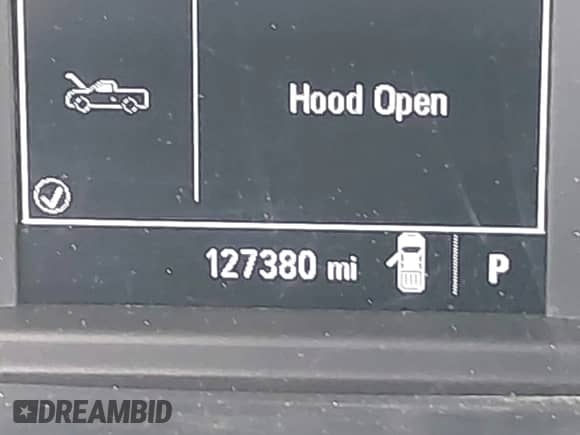 Hood Open
127380 mi
P
DREAMBID